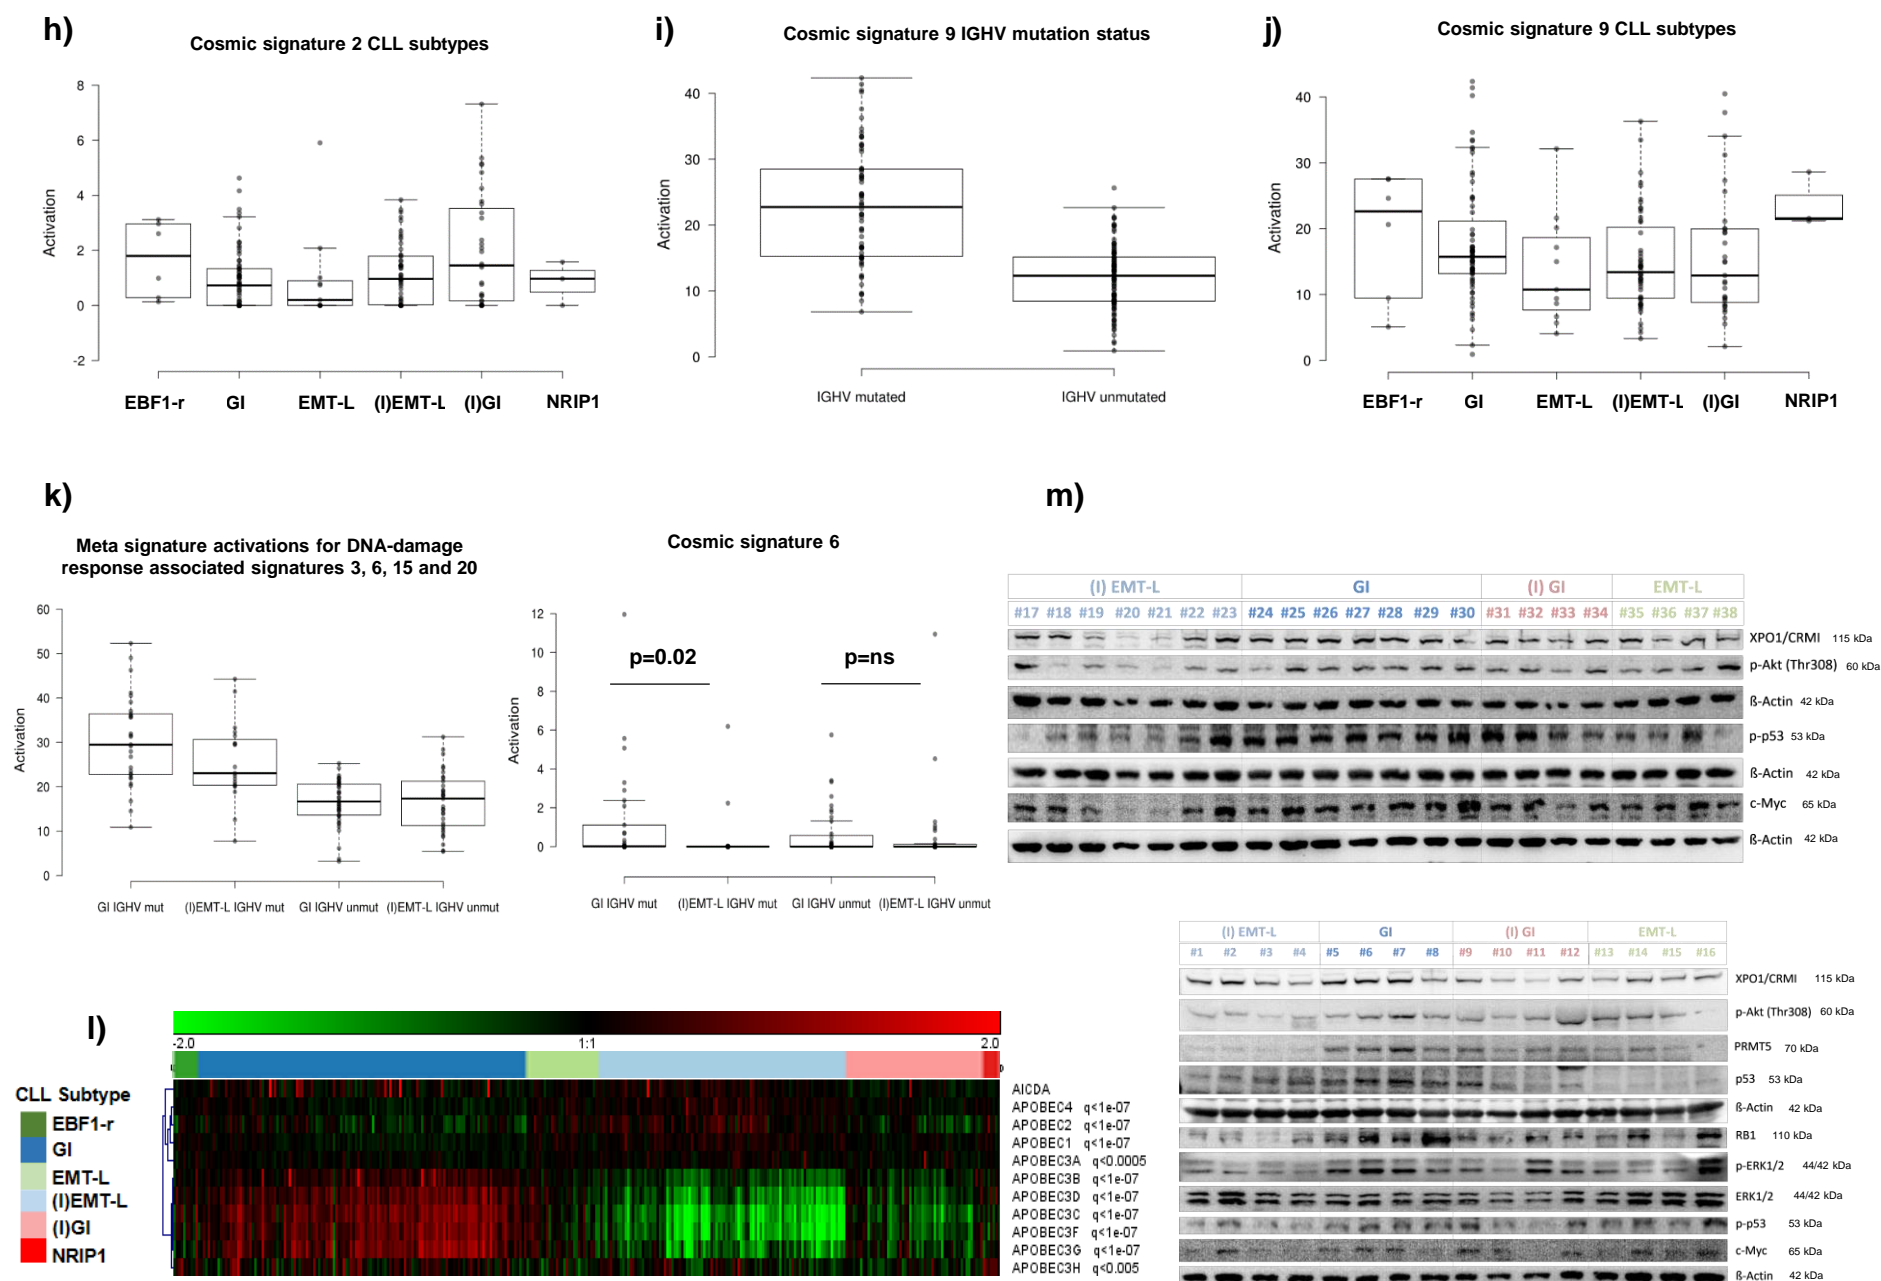 h)
Cosmic signature 2 CLL subtypes
Activation
8
6
4
2
0
-2
EBF1-r GI EMT-L (I)EMT-L (I)GI NRIP1
i)
Cosmic signature 9 IGHV mutation status
Activation
40
30
20
10
0
IGHV mutated IGHV unmutated
j)
Cosmic signature 9 CLL subtypes
Activation
40
30
20
10
0
EBF1-r GI EMT-L (I)EMT-L (I)GI NRIP1
k)
Meta signature activations for DNA-damage
response associated signatures 3, 6, 15 and 20
Activation
60
50
40
30
20
10
0
GI IGHV mut (I)EMT-L IGHV mut GI IGHV unmut (I)EMT-L IGHV unmut
Cosmic signature 6
Activation
12
10
8
6
4
2
0
p=0.02 p=ns
GI IGHV mut (I)EMT-L IGHV mut GI IGHV unmut (I)EMT-L IGHV unmut
l)
-2.0 1:1 2.0
CLL Subtype
EBF1-r
GI
EMT-L
(I)EMT-L
(I)GI
NRIP1
AICDA
APOBEC4 q<1e-07
APOBEC2 q<1e-07
APOBEC1 q<1e-07
APOBEC3A q<0.0005
APOBEC3B q<1e-07
APOBEC3D q<1e-07
APOBEC3C q<1e-07
APOBEC3F q<1e-07
APOBEC3G q<1e-07
APOBEC3H q<0.005
m)
(I) EMT-L GI (I) GI EMT-L
#17 #18 #19 #20 #21 #22 #23 #24 #25 #26 #27 #28 #29 #30 #31 #32 #33 #34 #35 #36 #37 #38
XPO1/CRMI 115 kDa
p-Akt (Thr308) 60 kDa
ß-Actin 42 kDa
p-p53 53 kDa
ß-Actin 42 kDa
c-Myc 65 kDa
ß-Actin 42 kDa
(I) EMT-L GI (I) GI EMT-L
#1 #2 #3 #4 #5 #6 #7 #8 #9 #10 #11 #12 #13 #14 #15 #16
XPO1/CRMI 115 kDa
p-Akt (Thr308) 60 kDa
PRMT5 70 kDa
p53 53 kDa
ß-Actin 42 kDa
RB1 110 kDa
p-ERK1/2 44/42 kDa
ERK1/2 44/42 kDa
p-p53 53 kDa
c-Myc 65 kDa
ß-Actin 42 kDa